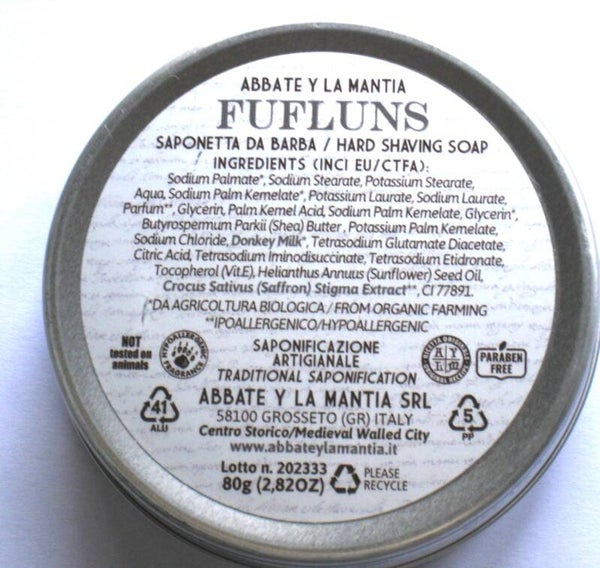 ABBATE Y LA MANTIA
FUFLUNS
SAPONETTA DA BARBA / HARD SHAVING SOAP
INGREDIENTS (INCI EU/CTFA):
Sodium Palmate*, Sodium Stearate, Potassium Stearate,
Aqua, Sodium Palm Kernelate*, Potassium Laurate, Sodium Laurate,
Parfum**, Glycerin, Palm Kernel Acid, Sodium Palm Kernelate, Glycerin*,
Butyrospermum Parkii (Shea) Butter, Potassium Palm Kernelate,
Sodium Chloride, Donkey Milk*, Tetrasodium Glutamate Diacetate,
Citric Acid, Tetrasodium Iminodisuccinate, Tetrasodium Etidronate,
Tocopherol (Vit.E), Helianthus Annuus (Sunflower) Seed Oil,
Crocus Sativus (Saffron) Stigma Extract**, CI 77891.
*DA AGRICOLTURA BIOLOGICA / FROM ORGANIC FARMING
**IPOALLERGENICO/HYPOALLERGENIC
NOT
tested on
animals
HYPOALLERGENIC
FRAGRANCE
SAPONIFICAZIONE
ARTIGIANALE
TRADITIONAL SAPONIFICATION
RICETTA ORIGINALE
ORIGINAL RECIPE
A Y
L M
PARABEN
FREE
41
ALU
ABBATE Y LA MANTIA SRL
58100 GROSSETO (GR) ITALY
Centro Storico/Medieval Walled City
www.abbateylamantia.it
5
PP
Lotto n. 202333
80g (2,82OZ)
PLEASE
RECYCLE